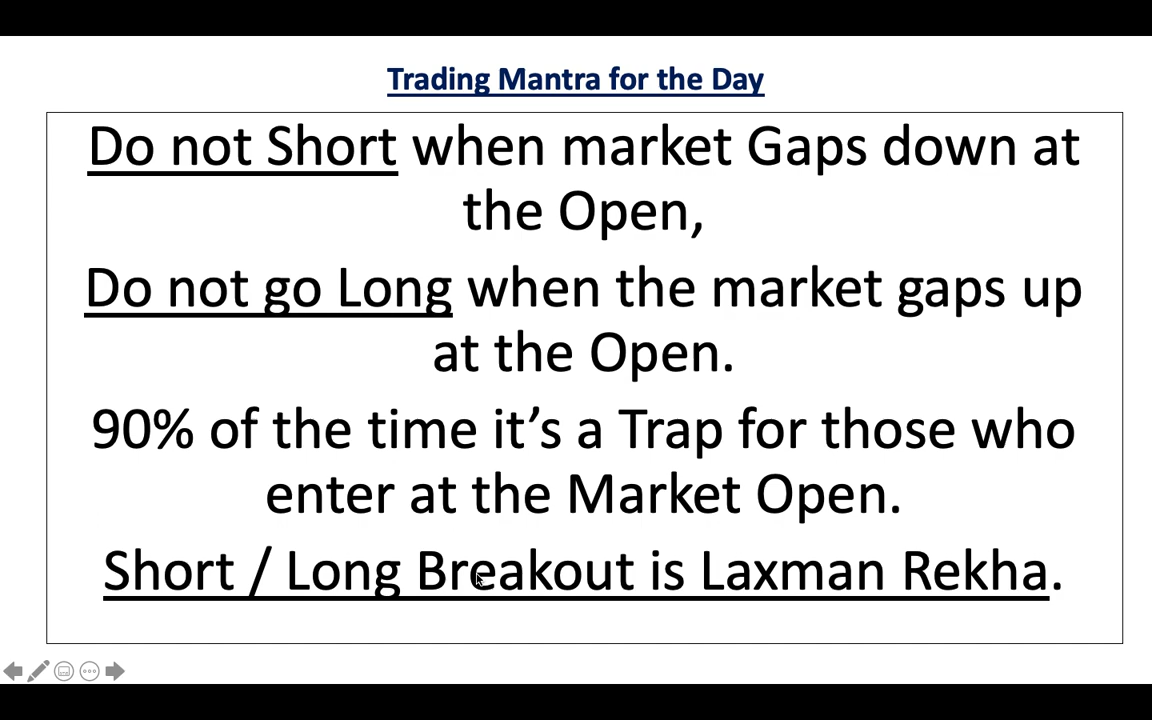 Trading Mantra for the Day
Do not Short when market Gaps down at
the Open,
Do not go Long when the market gaps up
at the Open.
90% of the time it’s a Trap for those who
enter at the Market Open.
Short / Long Breakout is Laxman Rekha.